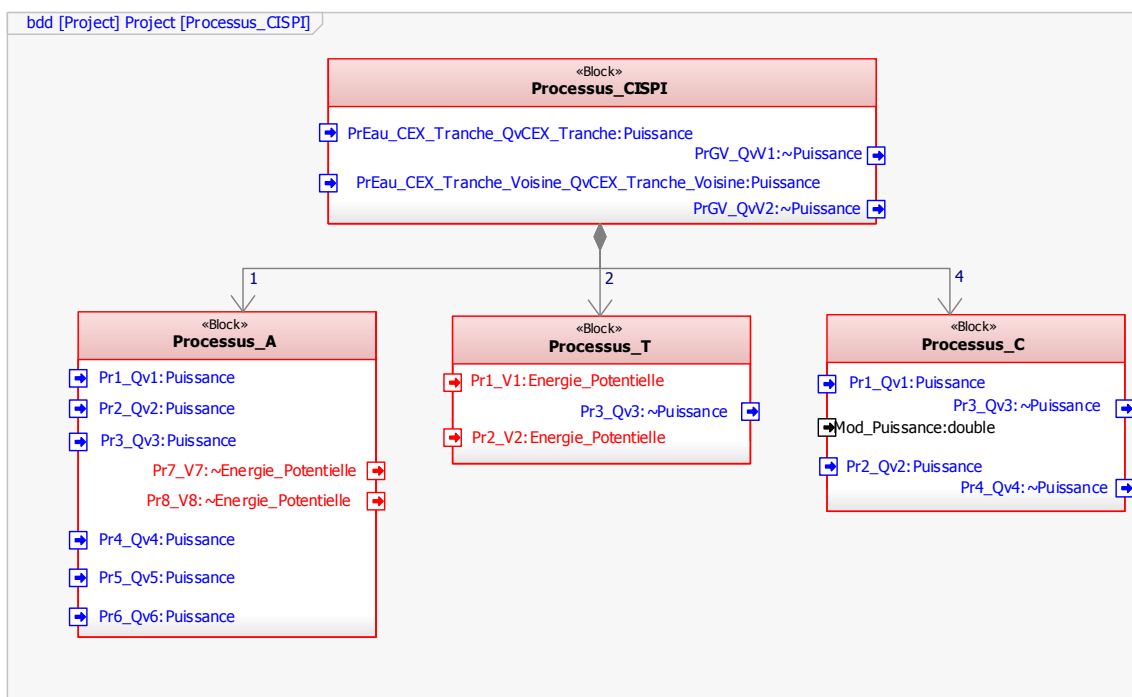 bdd [Project] Project [Processus_CISPI]
«Block»
Processus_CISPI
PrEau_CEX_Tranche_QvCEX_Tranche:Puissance
PrGV_QvV1:~Puissance
PrEau_CEX_Tranche_Voisine_QvCEX_Tranche_Voisine:Puissance
PrGV_QvV2:~Puissance
1
2
4
«Block»
Processus_A
Pr1_Qv1:Puissance
Pr2_Qv2:Puissance
Pr3_Qv3:Puissance
Pr7_V7:~Energie_Potentielle
Pr8_V8:~Energie_Potentielle
Pr4_Qv4:Puissance
Pr5_Qv5:Puissance
Pr6_Qv6:Puissance
«Block»
Processus_T
Pr1_V1:Energie_Potentielle
Pr3_Qv3:~Puissance
Pr2_V2:Energie_Potentielle
«Block»
Processus_C
Pr1_Qv1:Puissance
Pr3_Qv3:~Puissance
Mod_Puissance:double
Pr2_Qv2:Puissance
Pr4_Qv4:~Puissance